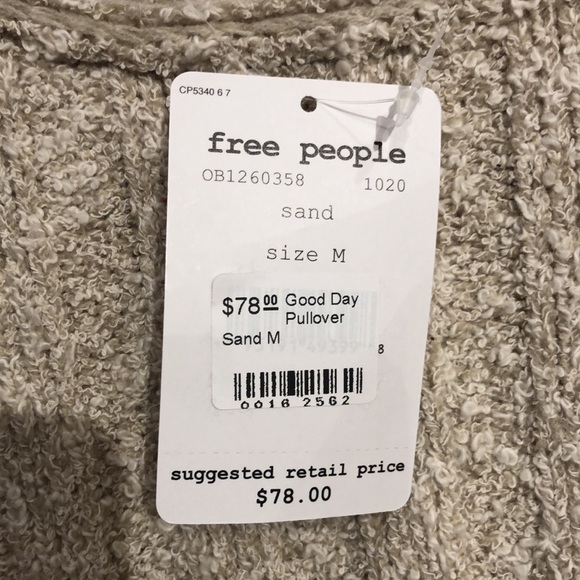 CP5340 6 7
free people
OB1260358 1020
sand
size M
$78.00 Good Day
Pullover
Sand M
8
0016 2562
suggested retail price
$78.00